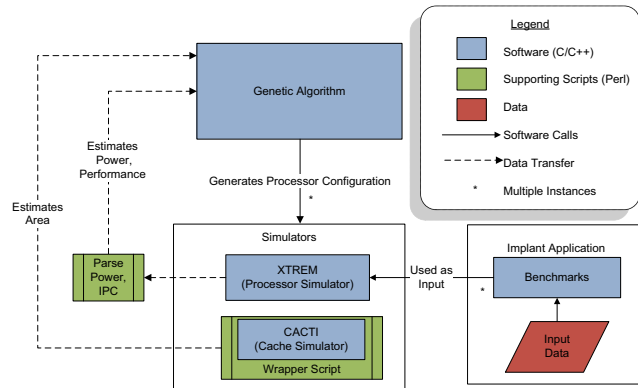 Legend
Software (C/C++)
Supporting Scripts (Perl)
Data
Software Calls
Data Transfer
* Multiple Instances
Genetic Algorithm
Estimates
Power,
Performance
Estimates
Area
Generates Processor Configuration
*
Simulators
Parse
Power,
IPC
XTREM
(Processor Simulator)
CACTI
(Cache Simulator)
Wrapper Script
Used as
Input
*
Implant Application
Benchmarks
Input
Data